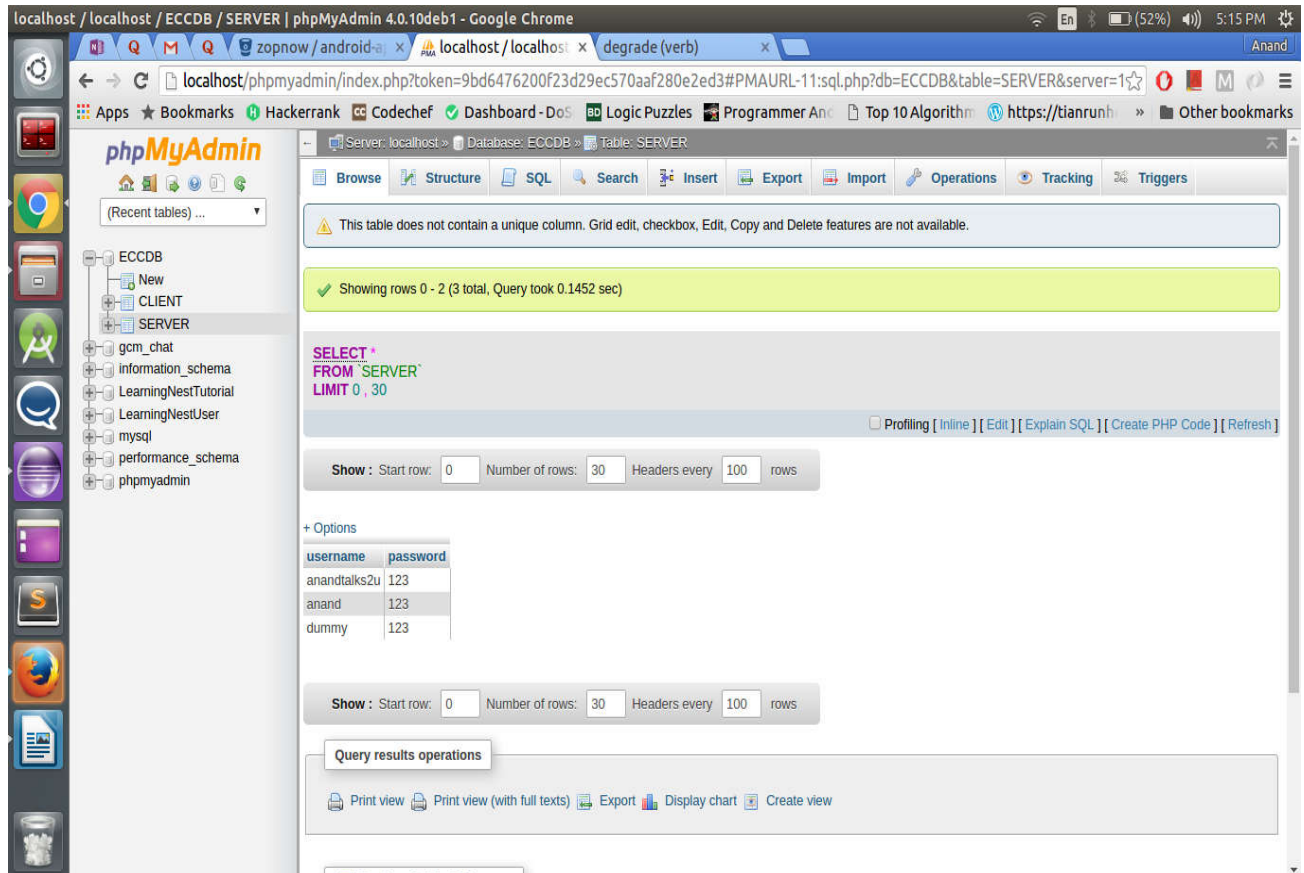 localhost / localhost / ECCDB / SERVER | phpMyAdmin 4.0.10deb1 - Google Chrome
En (52%) 5:15 PM
zopnow / android-a
localhost / localhos
degrade (verb)
Anand
localhost/phpmyadmin/index.php?token=9bd6476200f23d29ec570aaf280e2ed3#PMAURL-11:sql.php?db=ECCDB&table=SERVER&server=1
Apps Bookmarks Hackerrank Codechef Dashboard - DoS Logic Puzzles Programmer And Top 10 Algorithm https://tianrunh » Other bookmarks
phpMyAdmin
(Recent tables) ...
ECCDB
New
CLIENT
SERVER
gcm_chat
information_schema
LearningNestTutorial
LearningNestUser
mysql
performance_schema
phpmyadmin
Server: localhost » Database: ECCDB » Table: SERVER
Browse Structure SQL Search Insert Export Import Operations Tracking Triggers
This table does not contain a unique column. Grid edit, checkbox, Edit, Copy and Delete features are not available.
Showing rows 0 - 2 (3 total, Query took 0.1452 sec)
SELECT *
FROM `SERVER`
LIMIT 0 , 30
Profiling [ Inline ] [ Edit ] [ Explain SQL ] [ Create PHP Code ] [ Refresh ]
Show : Start row: 0 Number of rows: 30 Headers every 100 rows
+ Options
username password
anandtalks2u 123
anand 123
dummy 123
Show : Start row: 0 Number of rows: 30 Headers every 100 rows
Query results operations
Print view Print view (with full texts) Export Display chart Create view